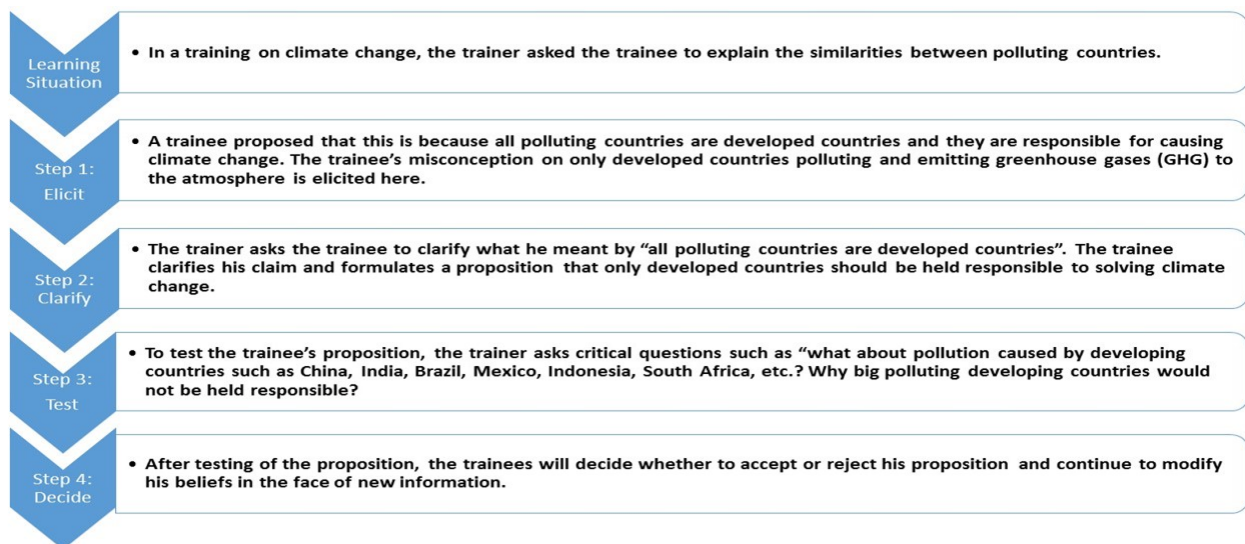 Learning
Situation
• In a training on climate change, the trainer asked the trainee to explain the similarities between polluting countries.
Step 1:
Elicit
• A trainee proposed that this is because all polluting countries are developed countries and they are responsible for causing
climate change. The trainee's misconception on only developed countries polluting and emitting greenhouse gases (GHG) to
the atmosphere is elicited here.
Step 2:
Clarify
• The trainer asks the trainee to clarify what he meant by “all polluting countries are developed countries”. The trainee
clarifies his claim and formulates a proposition that only developed countries should be held responsible to solving climate
change.
Step 3:
Test
• To test the trainee’s proposition, the trainer asks critical questions such as “what about pollution caused by developing
countries such as China, India, Brazil, Mexico, Indonesia, South Africa, etc.? Why big polluting developing countries would
not be held responsible?
Step 4:
Decide
• After testing of the proposition, the trainees will decide whether to accept or reject his proposition and continue to modify
his beliefs in the face of new information.